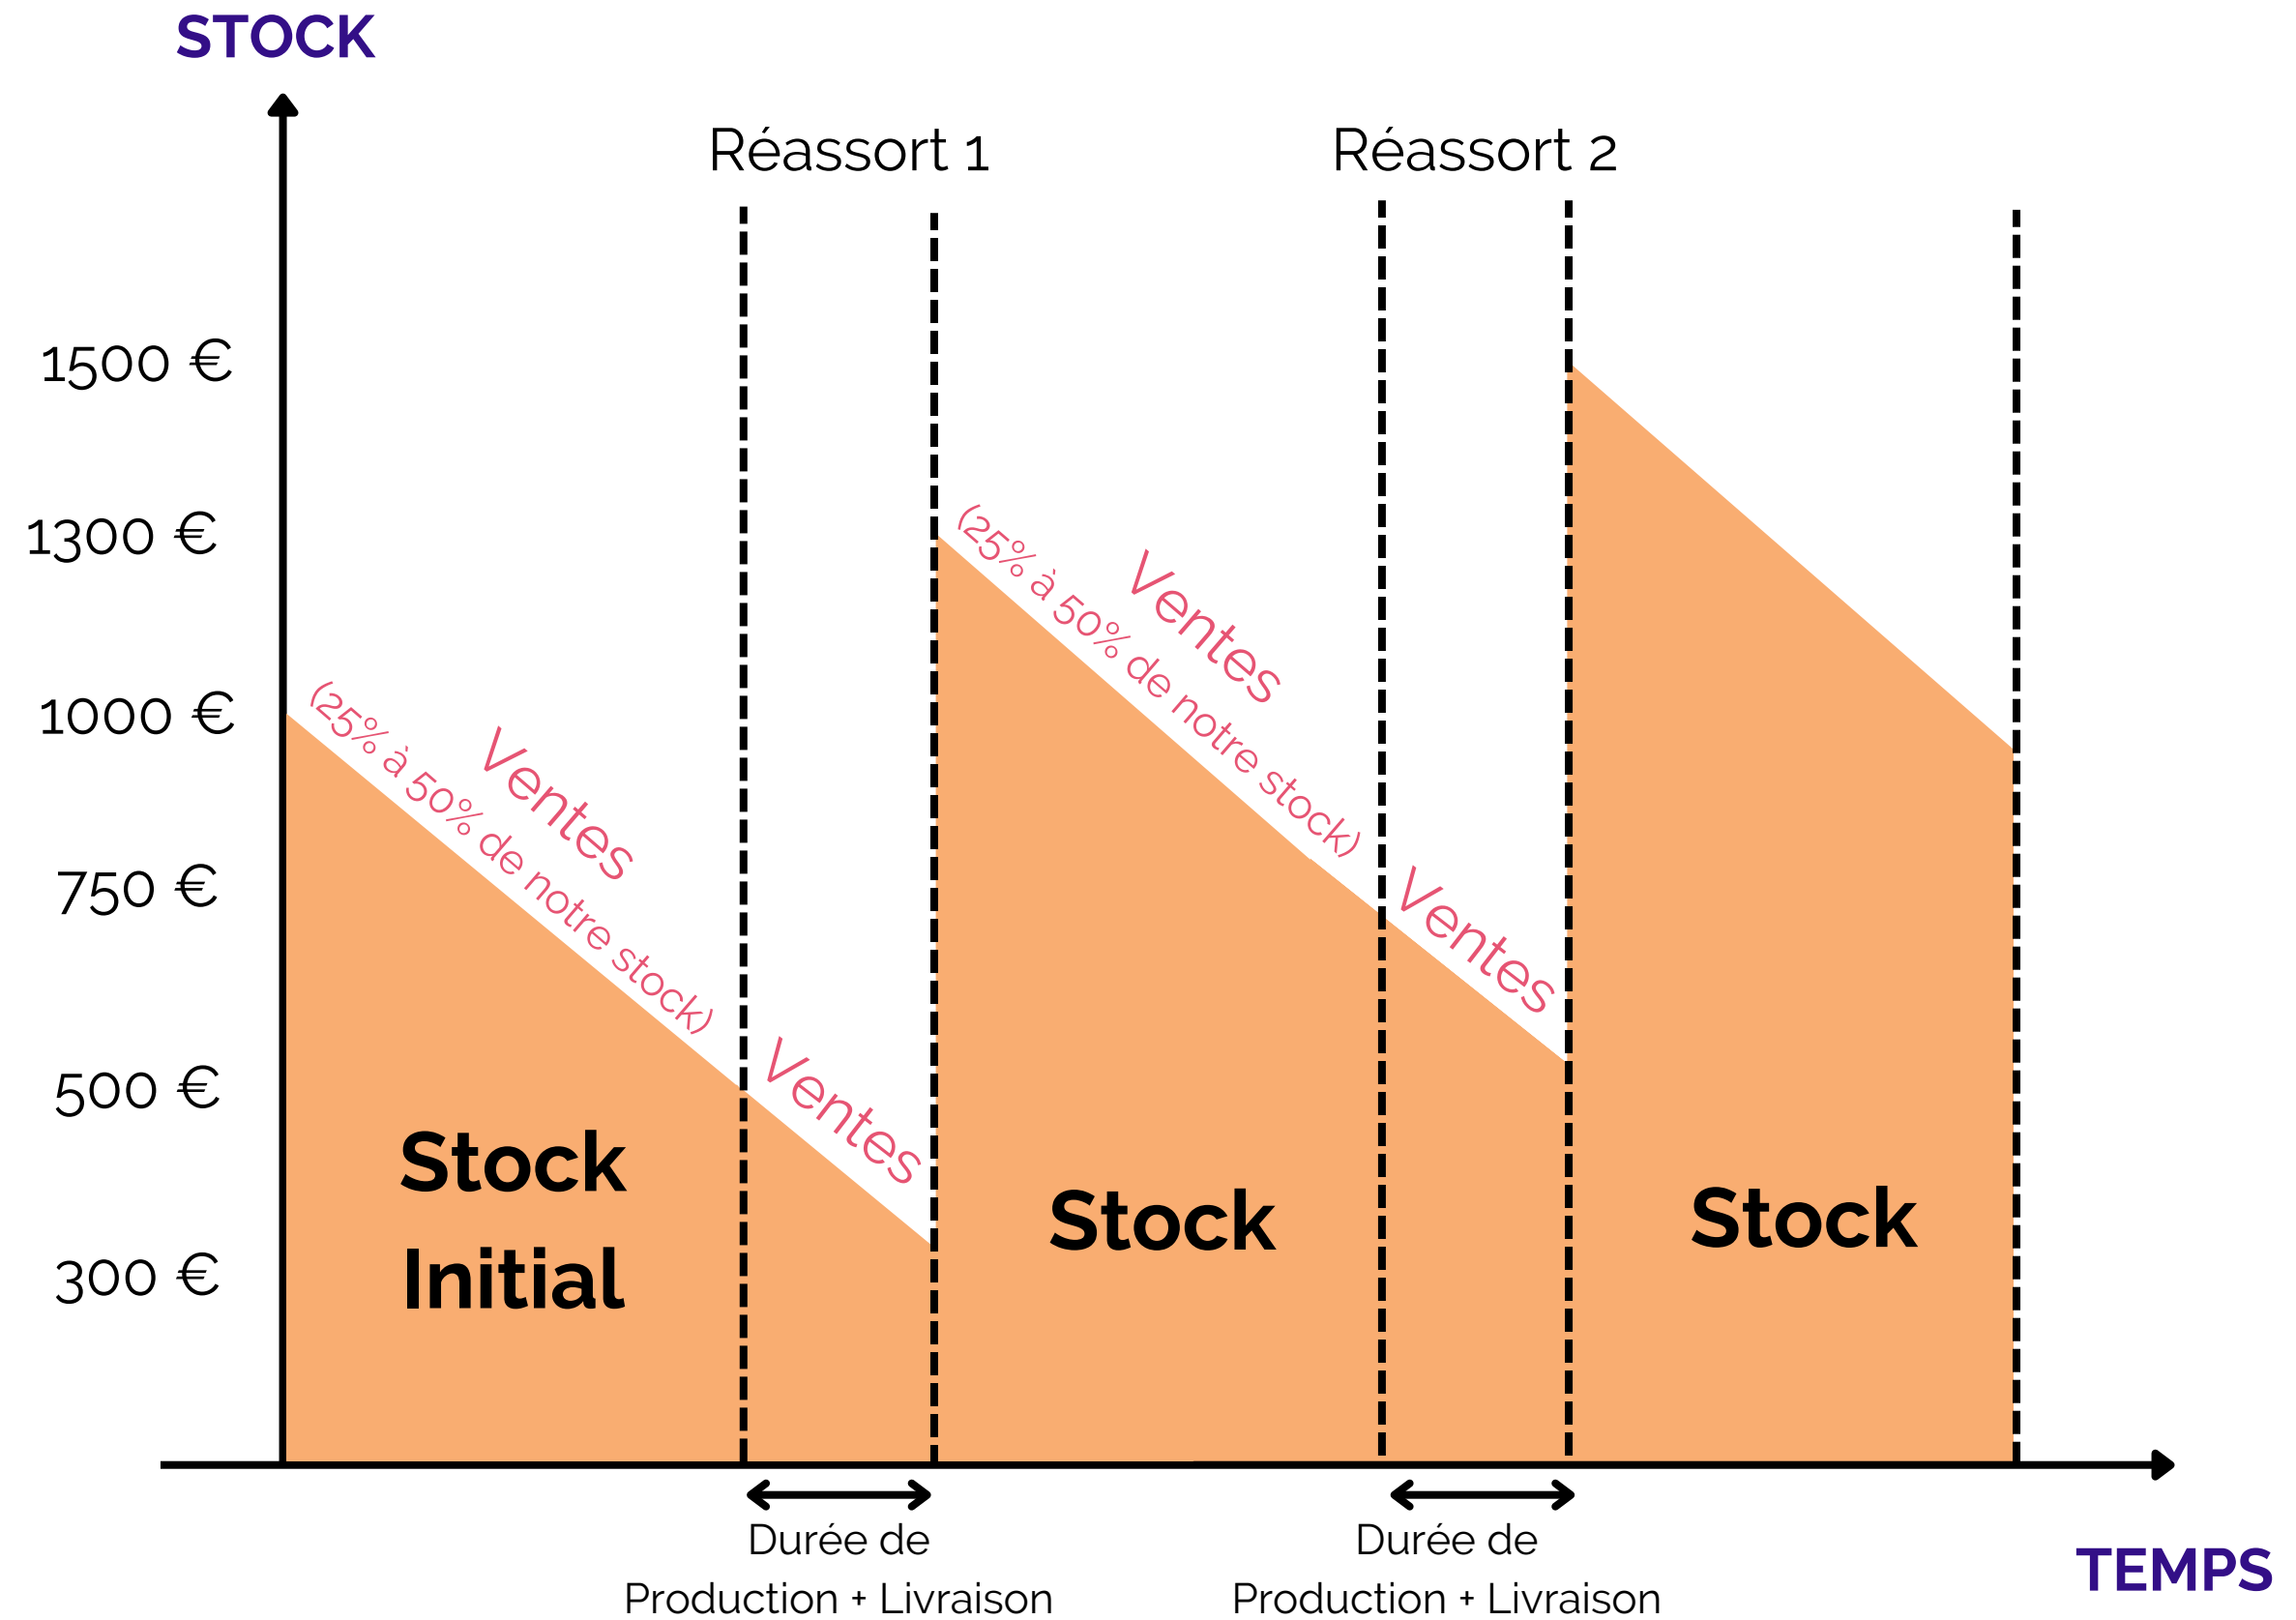 STOCK
Réassort 1
Réassort 2
1500 €
1300 €
1000 €
750 €
500 €
300 €
Ventes
(25% à 50% de notre stock)
Ventes
Ventes
(25% à 50% de notre stock)
Ventes
Stock
Initial
Stock
Stock
Durée de
Production + Livraison
Durée de
Production + Livraison
TEMPS